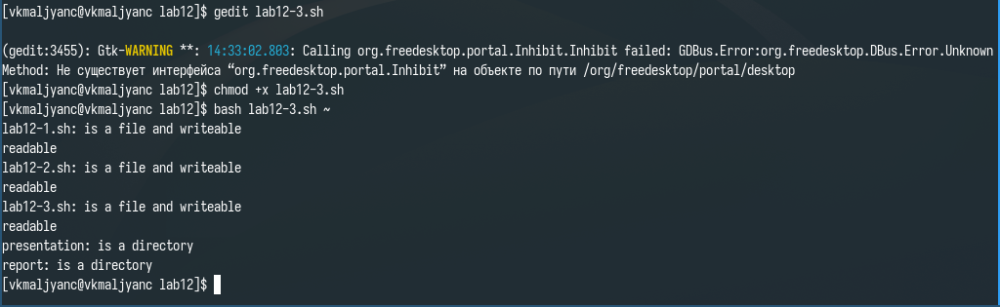 [vkmaljyanc@vkmaljyanc lab12]$ gedit lab12-3.sh
(gedit:3455): Gtk-WARNING **: 14:33:02.803: Calling org.freedesktop.portal.Inhibit.Inhibit failed: GDBus.Error:org.freedesktop.DBus.Error.Unknown
Method: Не существует интерфейса “org.freedesktop.portal.Inhibit” на объекте по пути /org/freedesktop/portal/desktop
[vkmaljyanc@vkmaljyanc lab12]$ chmod +x lab12-3.sh
[vkmaljyanc@vkmaljyanc lab12]$ bash lab12-3.sh ~
lab12-1.sh: is a file and writeable
readable
lab12-2.sh: is a file and writeable
readable
lab12-3.sh: is a file and writeable
readable
presentation: is a directory
report: is a directory
[vkmaljyanc@vkmaljyanc lab12]$